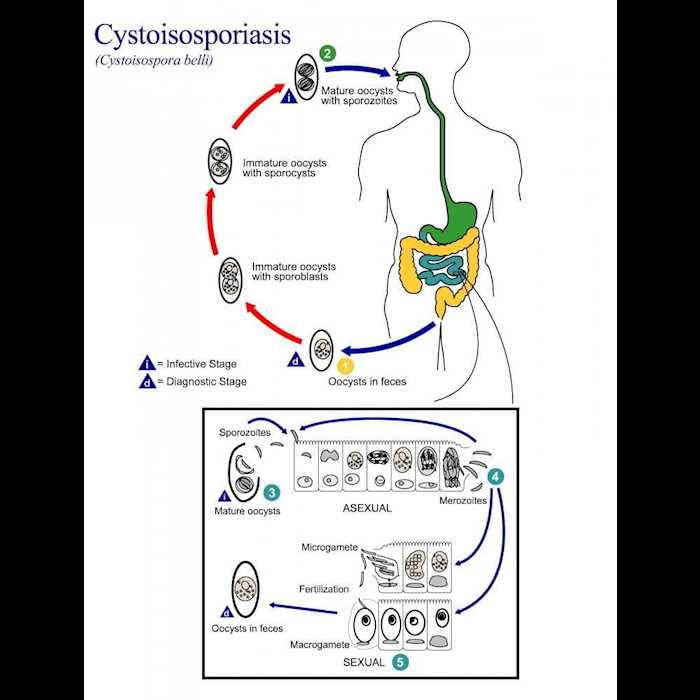 Cystoisosporiasis
(Cystoisospora belli)
2
i
Mature oocysts
with sporozoites
Immature oocysts
with sporocysts
Immature oocysts
with sporoblasts
i = Infective Stage
d = Diagnostic Stage
d
1
Oocysts in feces
Sporozoites
i
3
Mature oocysts
ASEXUAL
4
Merozoites
Microgamete
Fertilization
d
Oocysts in feces
Macrogamete
SEXUAL 5